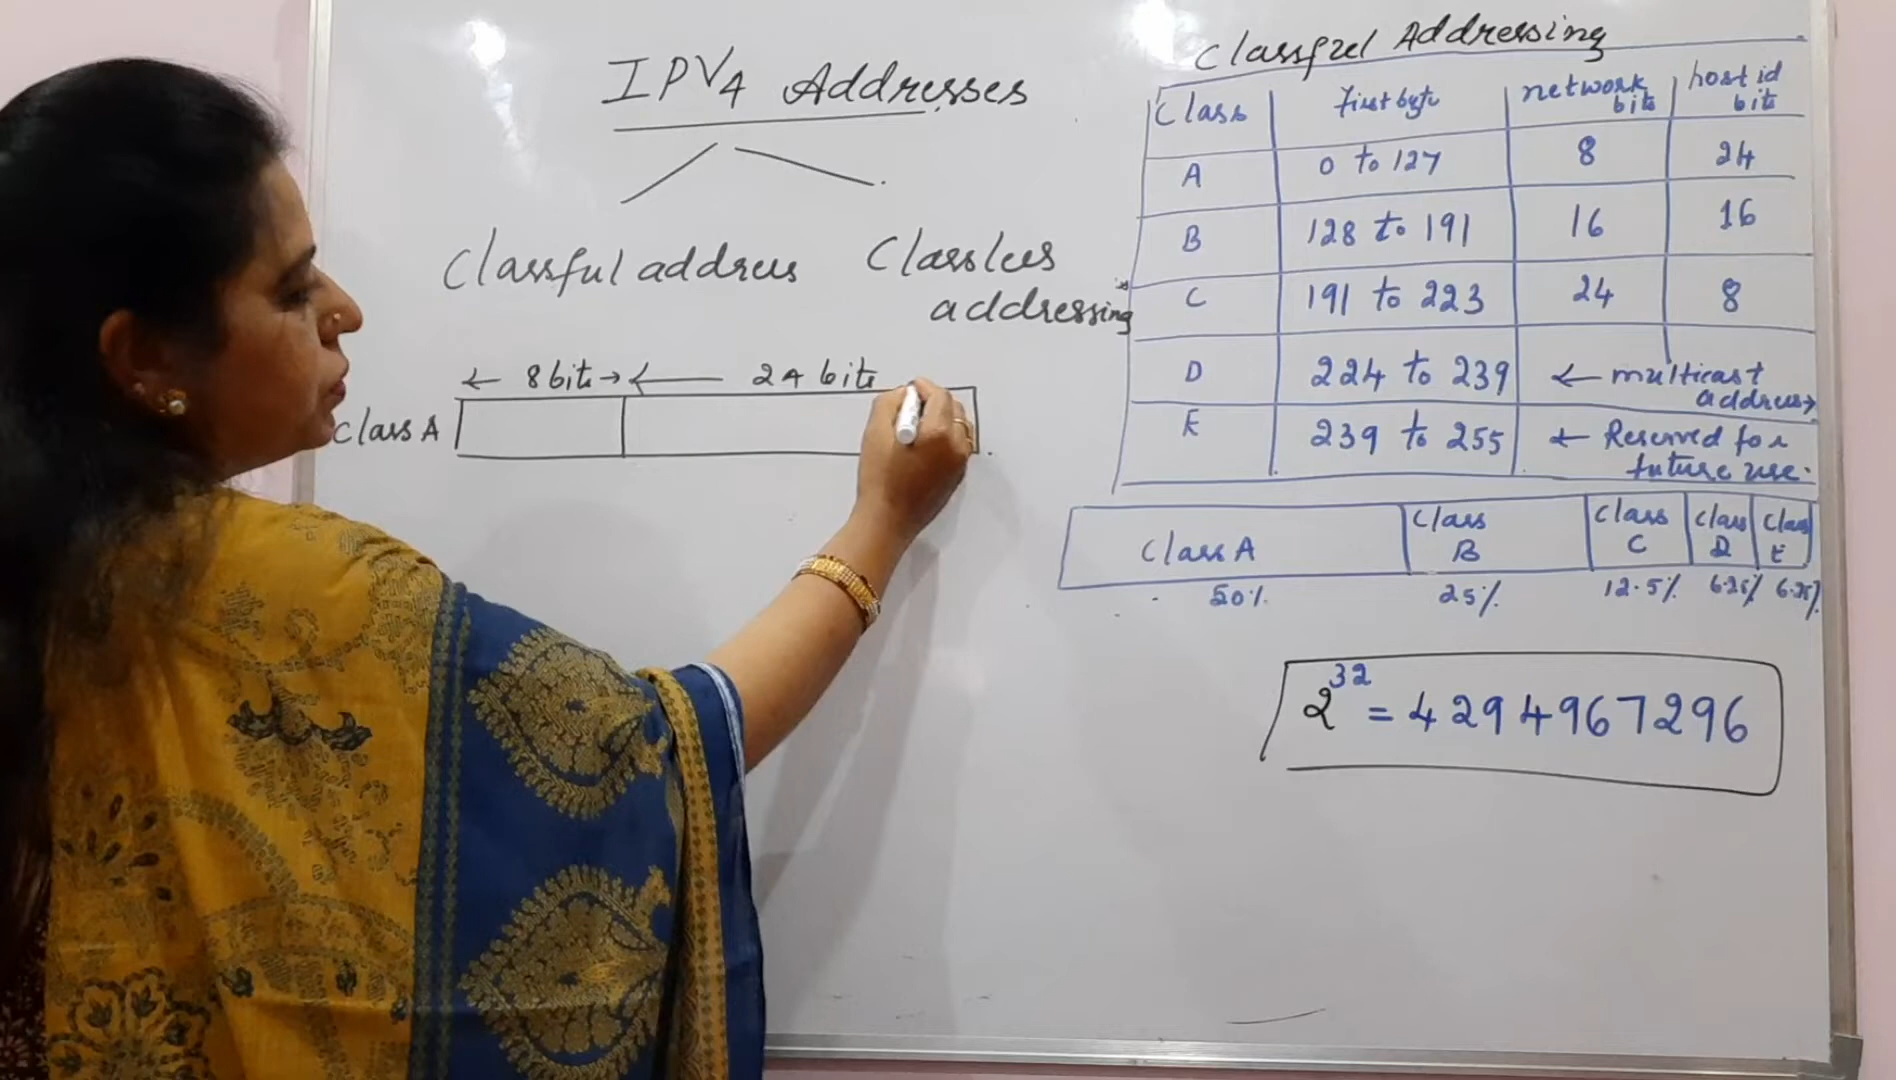 IPV4 Addresses
Classful address Classless
addressing
← 8 bits → ← 24 bits
Class A
Classful Addressing
Class First byte network bits host id bits
A 0 to 127 8 24
B 128 to 191 16 16
C 191 to 223 24 8
D 224 to 239 ← multicast address →
E 239 to 255 ← Reserved for future use.
Class A Class B Class C Class D Class E
50% 25% 12.5% 6.25% 6.25%
2^32 = 4294967296